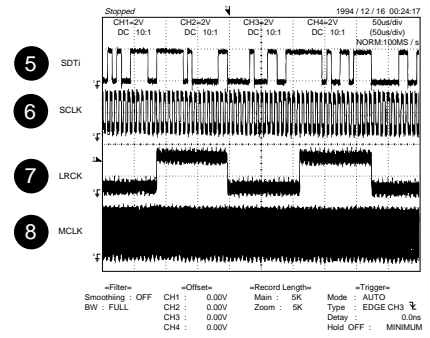 Stopped 1994 / 12 / 16 00:24:17
CH1=2V CH2=2V CH3=2V CH4=2V 50us/div
DC 10:1 DC 10:1 DC 10:1 DC 10:1 (50us/div)
NORM:100MS / s
5 SDTi
6 SCLK
7 LRCK
8 MCLK
=Filter= =Offset= =Record Length= =Trigger=
Smoothiing : OFF CH1 : 0.00V Main : 5K Mode : AUTO
BW : FULL CH2 : 0.00V Zoom : 5K Type : EDGE CH3
CH3 : 0.00V Delay : 0.0ns
CH4 : 0.00V Hold OFF : MINIMUM